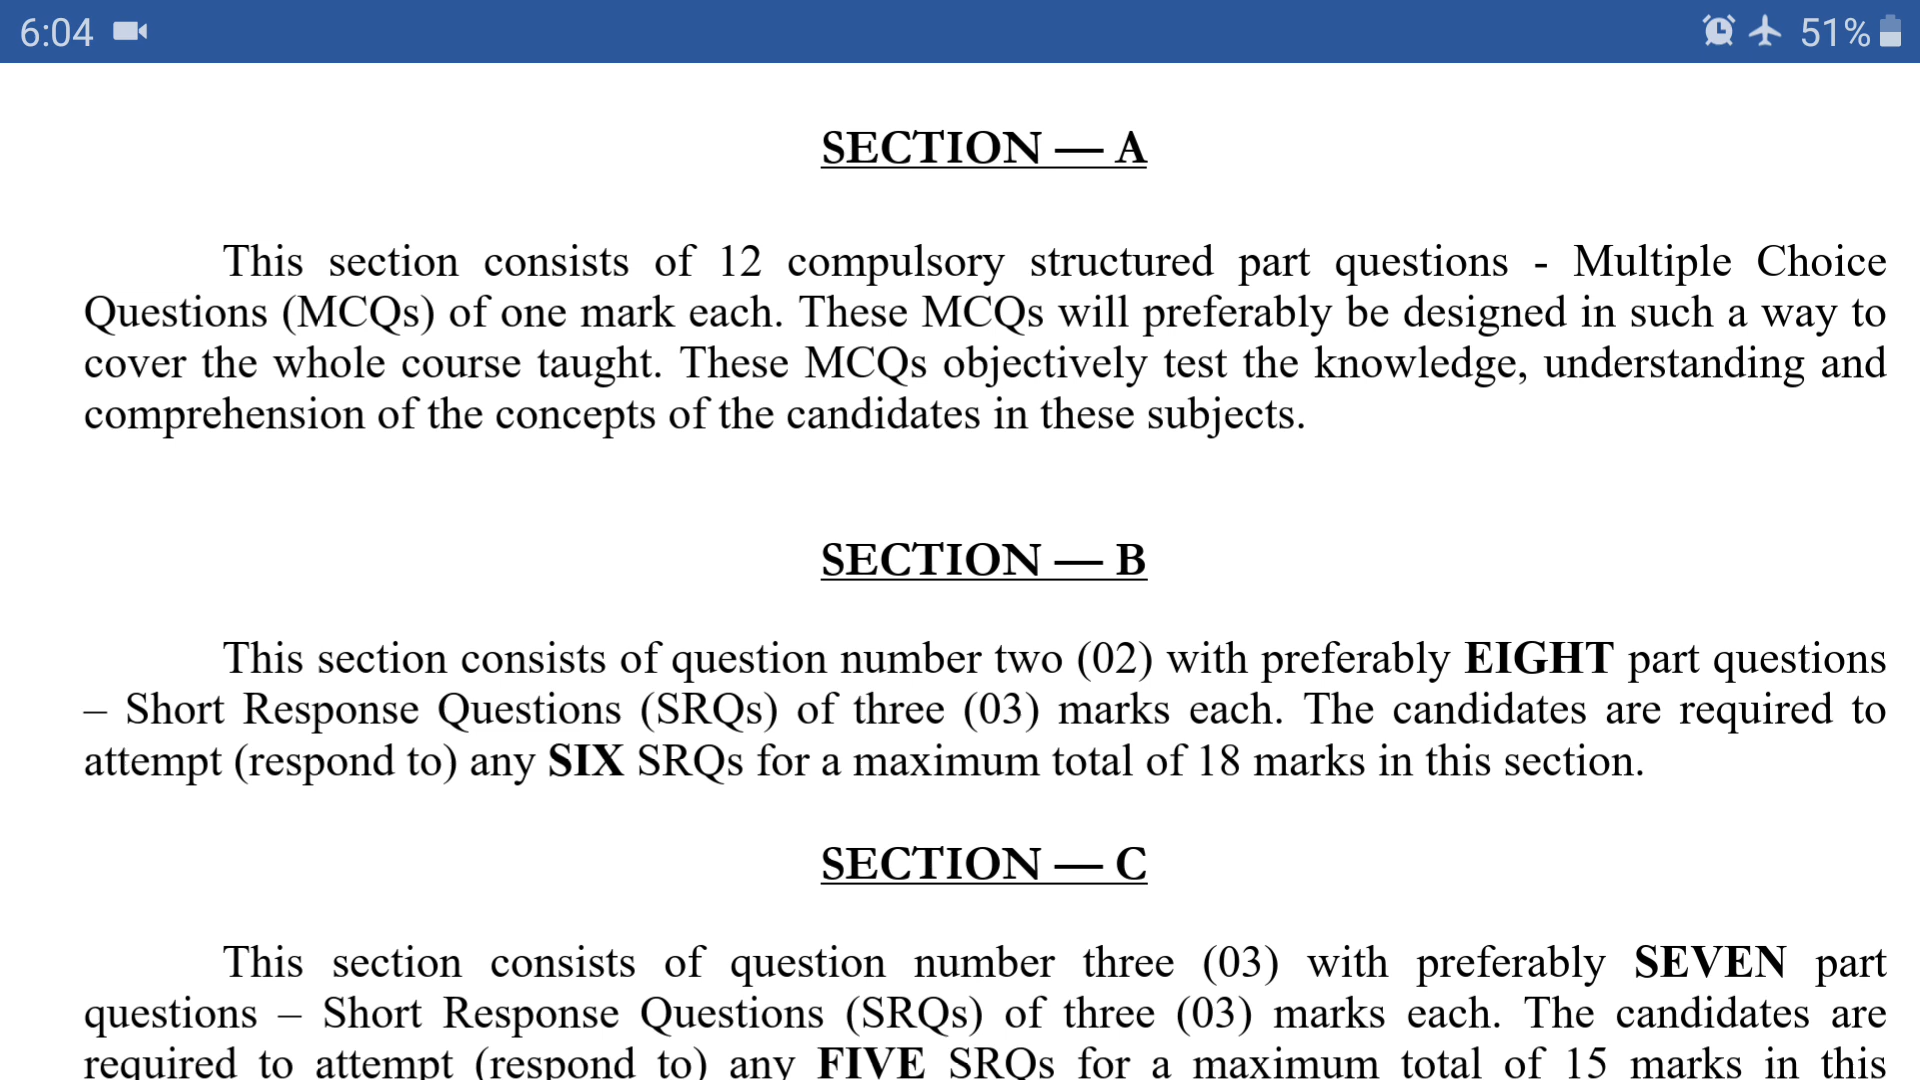 6:04 51%
SECTION — A
This section consists of 12 compulsory structured part questions - Multiple Choice
Questions (MCQs) of one mark each. These MCQs will preferably be designed in such a way to
cover the whole course taught. These MCQs objectively test the knowledge, understanding and
comprehension of the concepts of the candidates in these subjects.
SECTION — B
This section consists of question number two (02) with preferably EIGHT part questions
– Short Response Questions (SRQs) of three (03) marks each. The candidates are required to
attempt (respond to) any SIX SRQs for a maximum total of 18 marks in this section.
SECTION — C
This section consists of question number three (03) with preferably SEVEN part
questions – Short Response Questions (SRQs) of three (03) marks each. The candidates are
required to attempt (respond to) any FIVE SRQs for a maximum total of 15 marks in this